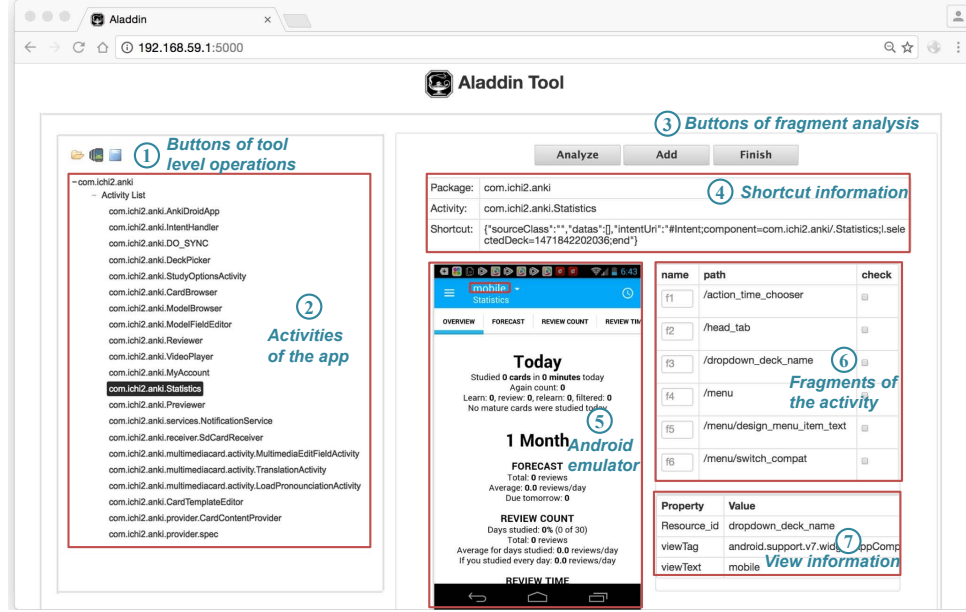 Aladdin
192.168.59.1:5000
Aladdin Tool
1 Buttons of tool
level operations
3 Buttons of fragment analysis
Analyze Add Finish
com.ichi2.anki
Activity List
com.ichi2.anki.AnkiDroidApp
com.ichi2.anki.IntentHandler
com.ichi2.anki.DO_SYNC
com.ichi2.anki.DeckPicker
com.ichi2.anki.StudyOptionsActivity
com.ichi2.anki.CardBrowser
com.ichi2.anki.ModelBrowser
com.ichi2.anki.ModelFieldEditor
com.ichi2.anki.Reviewer
com.ichi2.anki.VideoPlayer
com.ichi2.anki.MyAccount
com.ichi2.anki.Statistics
com.ichi2.anki.Previewer
com.ichi2.anki.services.NotificationService
com.ichi2.anki.receiver.SdCardReceiver
com.ichi2.anki.multimediacard.activity.MultimediaEditFieldActivity
com.ichi2.anki.multimediacard.activity.TranslationActivity
com.ichi2.anki.multimediacard.activity.LoadPronounciationActivity
com.ichi2.anki.CardTemplateEditor
com.ichi2.anki.provider.CardContentProvider
com.ichi2.anki.provider.spec
2
Activities
of the app
Package: com.ichi2.anki
Activity: com.ichi2.anki.Statistics
Shortcut: {"sourceClass":"","datas":[],"intentUri":"#Intent;component=com.ichi2.anki/.Statistics;l.sele
ctedDeck=1471842202036;end"}
4 Shortcut information
6:43
mobile
Statistics
OVERVIEW FORECAST REVIEW COUNT REVIEW TIM
Today
Studied 0 cards in 0 minutes today
Again count: 0
Learn: 0, review: 0, relearn: 0, filtered: 0
No mature cards were studied today
1 Month
FORECAST
Total: 0 reviews
Average: 0.0 reviews/day
Due tomorrow: 0
REVIEW COUNT
Days studied: 0% (0 of 30)
Total: 0 reviews
Average for days studied: 0.0 reviews/day
If you studied every day: 0.0 reviews/day
REVIEW TIME
5
Android
emulator
name path check
f1 /action_time_chooser
f2 /head_tab
f3 /dropdown_deck_name
f4 /menu
f5 /menu/design_menu_item_text
f6 /menu/switch_compat
6
Fragments of
the activity
Property Value
Resource_id dropdown_deck_name
viewTag android.support.v7.widg ppComp
viewText mobile
7
View information